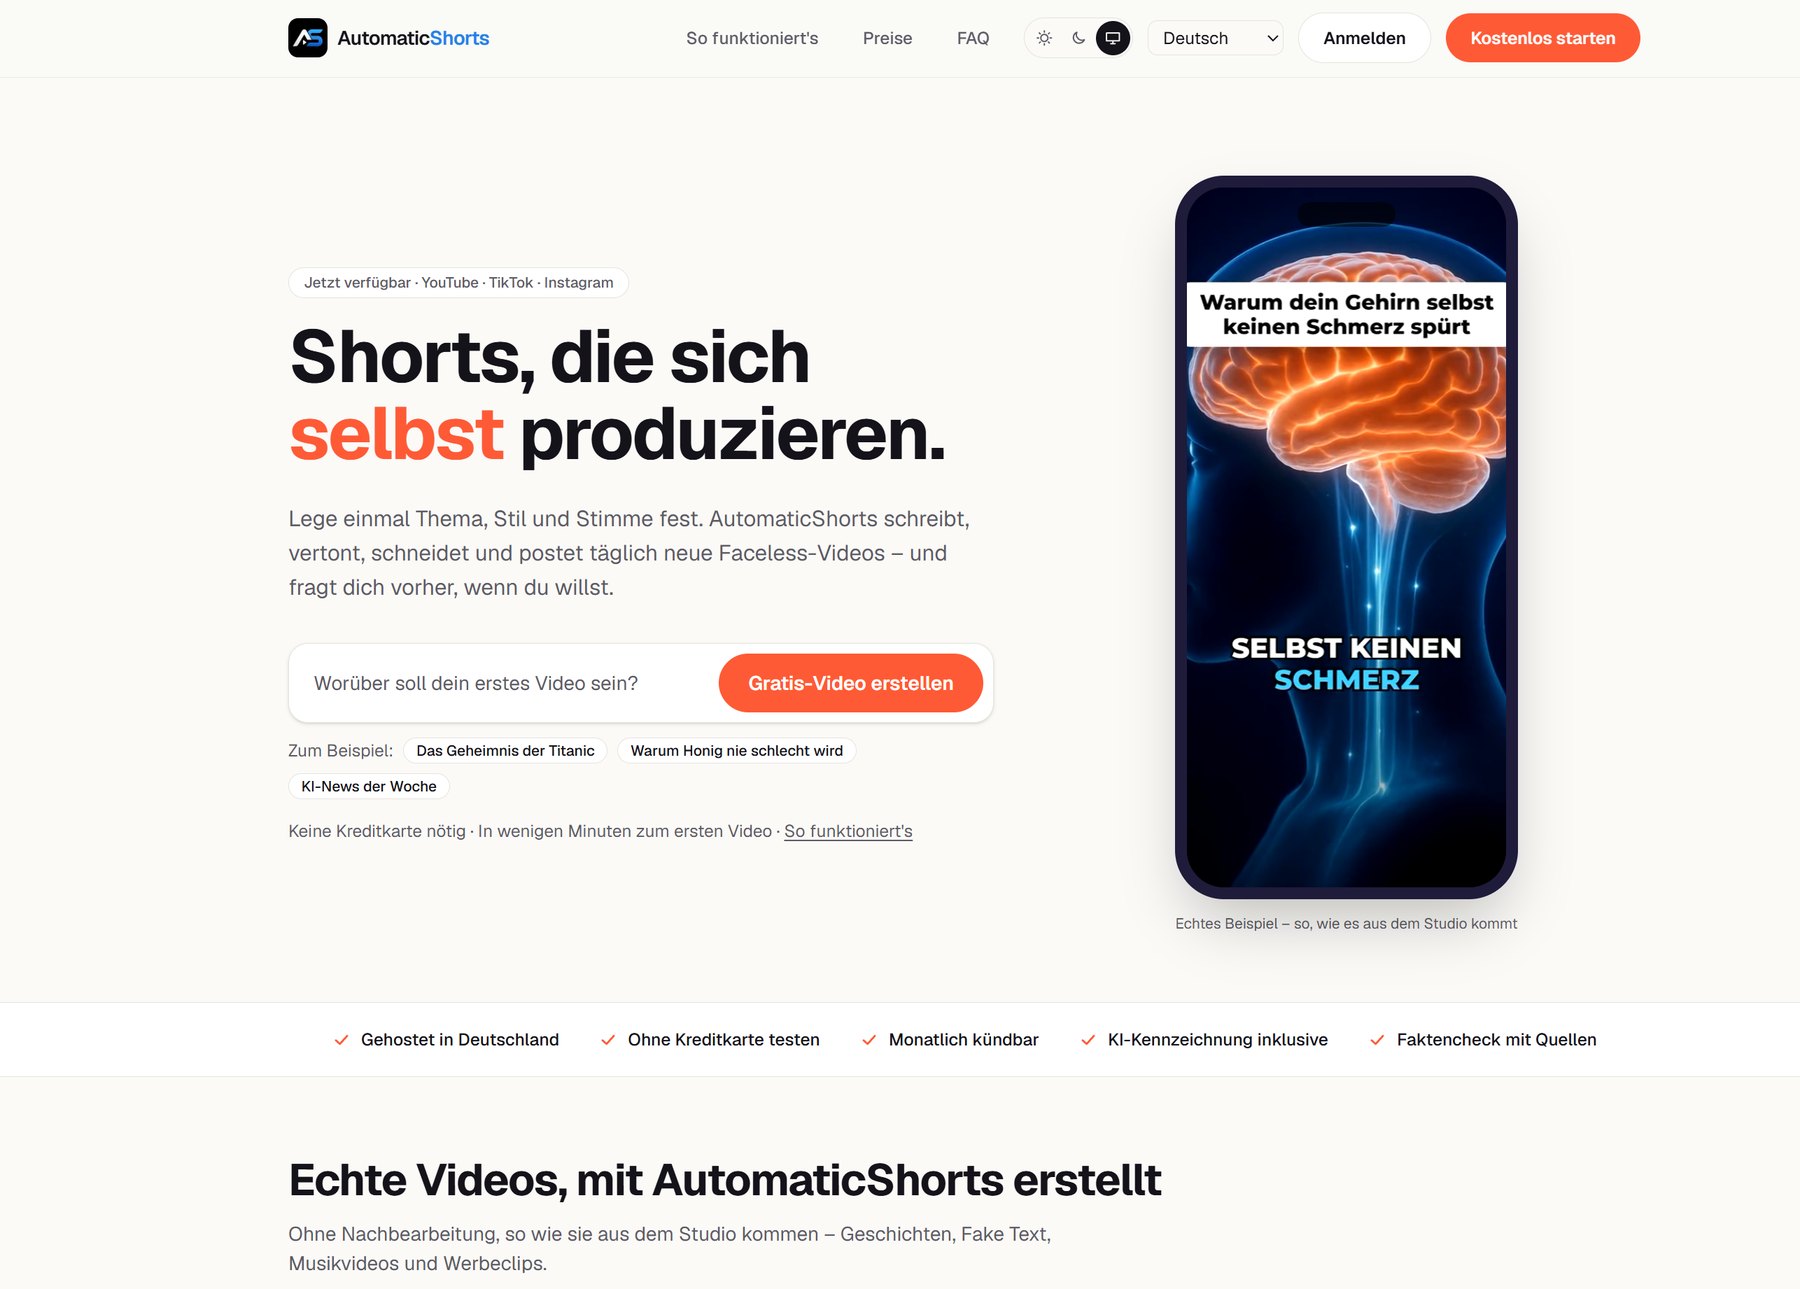 AutomaticShorts
So funktioniert's
Preise
FAQ
Deutsch
Anmelden
Kostenlos starten
Jetzt verfügbar · YouTube · TikTok · Instagram
Shorts, die sich
selbst produzieren.
Lege einmal Thema, Stil und Stimme fest. AutomaticShorts schreibt,
vertont, schneidet und postet täglich neue Faceless-Videos – und
fragt dich vorher, wenn du willst.
Worüber soll dein erstes Video sein?
Gratis-Video erstellen
Zum Beispiel:
Das Geheimnis der Titanic
Warum Honig nie schlecht wird
KI-News der Woche
Keine Kreditkarte nötig · In wenigen Minuten zum ersten Video · So funktioniert's
Warum dein Gehirn selbst
keinen Schmerz spürt
SELBST KEINEN
SCHMERZ
Echtes Beispiel – so, wie es aus dem Studio kommt
Gehostet in Deutschland
Ohne Kreditkarte testen
Monatlich kündbar
KI-Kennzeichnung inklusive
Faktencheck mit Quellen
Echte Videos, mit AutomaticShorts erstellt
Ohne Nachbearbeitung, so wie sie aus dem Studio kommen – Geschichten, Fake Text,
Musikvideos und Werbeclips.